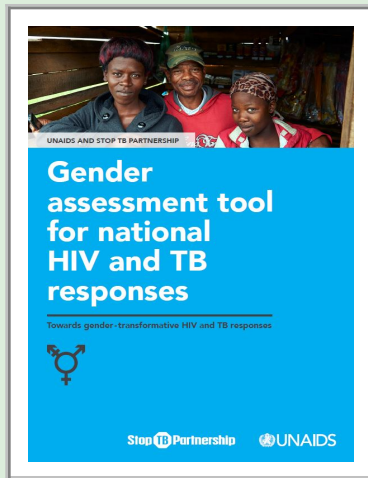 UNAIDS AND STOP TB PARTNERSHIP
Gender
assessment tool
for national
HIV and TB
responses
Towards gender-transformative HIV and TB responses
Stop TB Partnership
UNAIDS